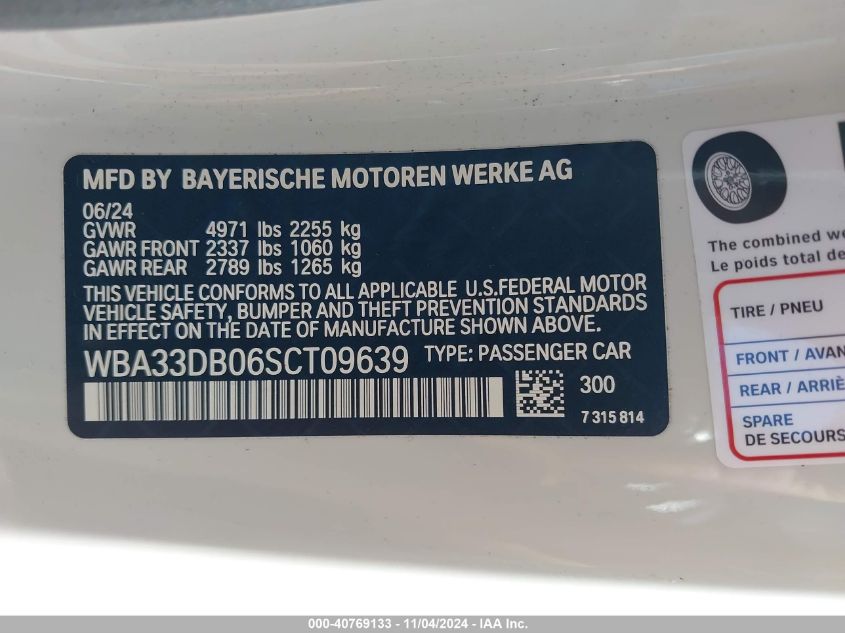 MFD BY BAYERISCHE MOTOREN WERKE AG
06/24
GVWR 4971 lbs 2255 kg
GAWR FRONT 2337 lbs 1060 kg
GAWR REAR 2789 lbs 1265 kg
THIS VEHICLE CONFORMS TO ALL APPLICABLE U.S.FEDERAL MOTOR
VEHICLE SAFETY, BUMPER AND THEFT PREVENTION STANDARDS
IN EFFECT ON THE DATE OF MANUFACTURE SHOWN ABOVE.
WBA33DB06SCT09639 TYPE: PASSENGER CAR
300
7 315 814
The combined we
Le poids total de
TIRE / PNEU
FRONT / AVAN
REAR / ARRIÈ
SPARE
DE SECOURS
000-40769133 - 11/04/2024 - IAA Inc.